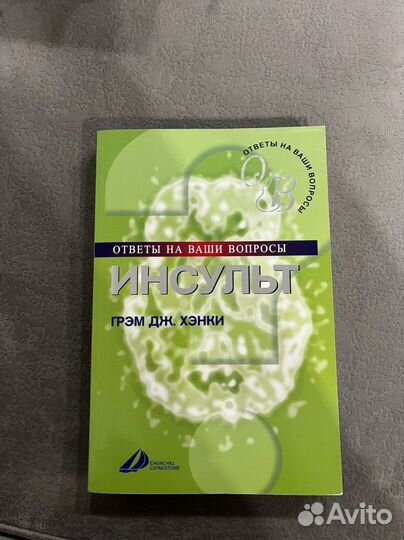 ОТВЕТЫ НА ВАШИ ВОПРОСЫ
О&В
ОТВЕТЫ НА ВАШИ ВОПРОСЫ
ИНСУЛЬТ
ГРЭМ ДЖ. ХЭНКИ
CHURCHILL
LIVINGSTONE
Avito